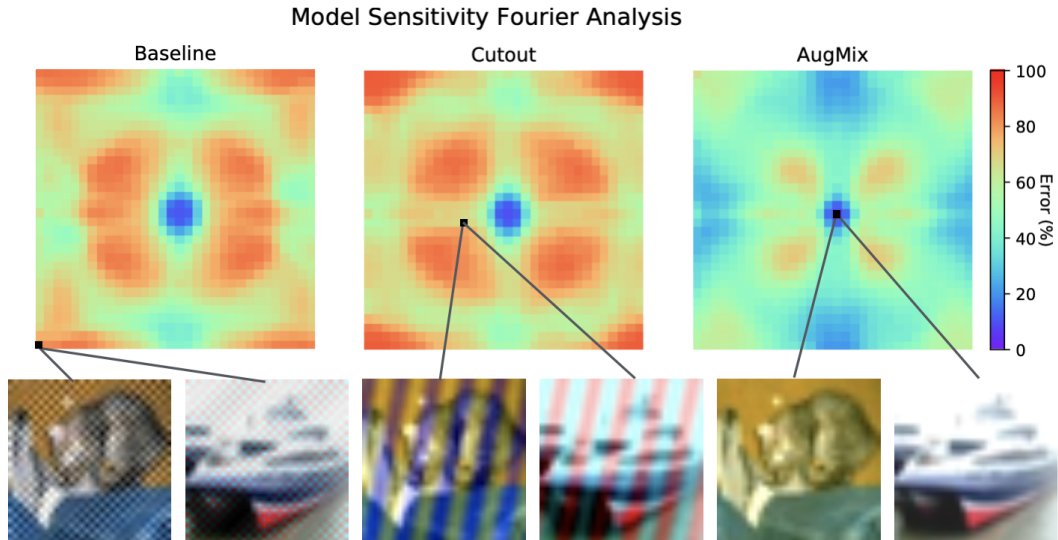 Model Sensitivity Fourier Analysis
Baseline
Cutout
AugMix
100
80
60
40
20
0
Error (%)